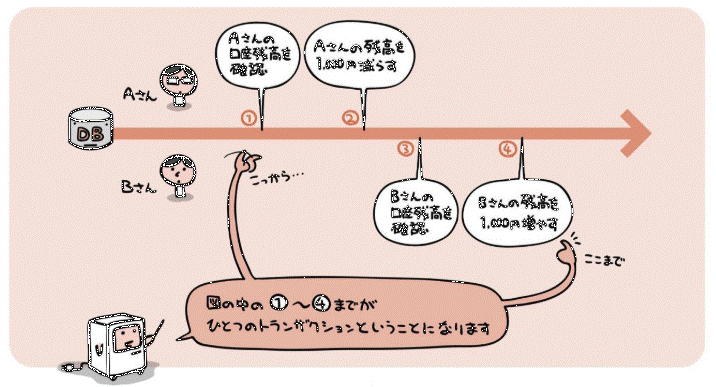 Aさんの
口座残高を
確認
Aさんの残高を
1,000円減らす
Aさん
①
②
DB
③
④
Bさん
こっから…
Bさんの
口座残高を
確認
Bさんの残高を
1,000円増やす
ここまで
図の中の①～④までが
ひとつのトランザクションということになります